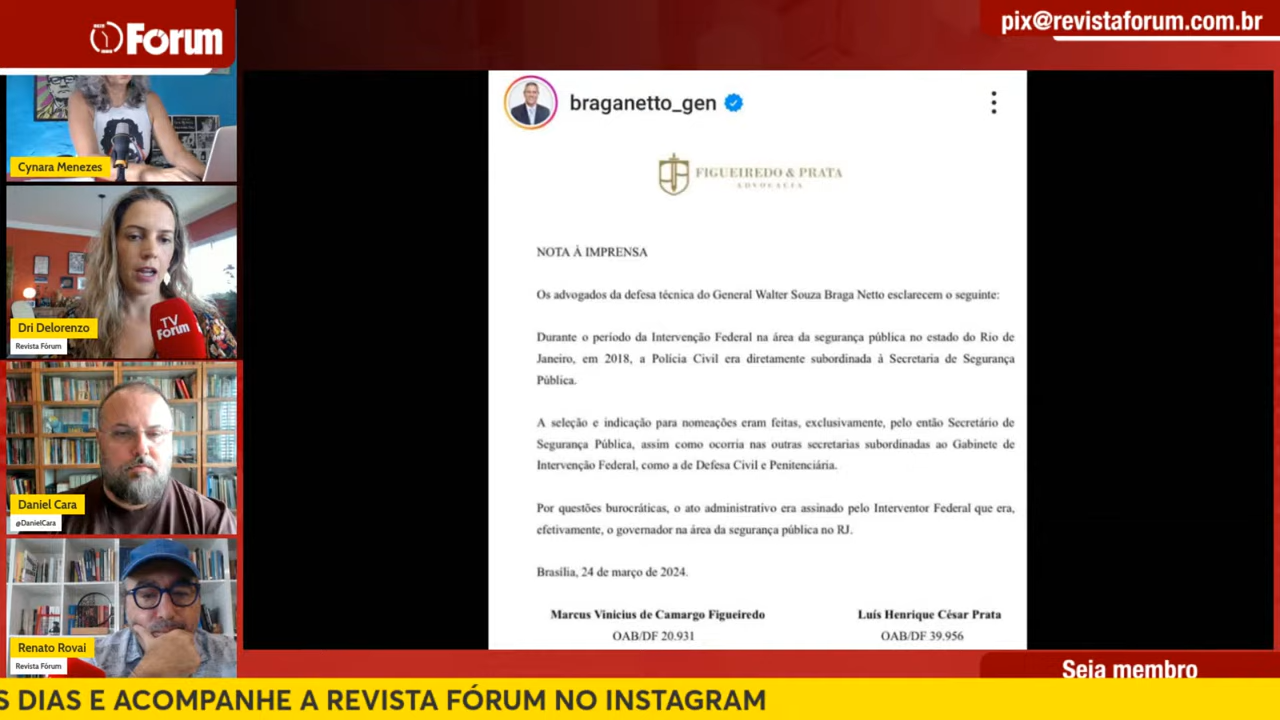 Forum
pix@revistaforum.com.br
Cynara Menezes
TV
Forum
Dri Delorenzo
Revista Fórum
Daniel Cara
@DanielCara
Renato Rovai
Revista Fórum
braganetto_gen
FIGUEIREDO & PRATA
ADVOCACIA
NOTA À IMPRENSA
Os advogados da defesa técnica do General Walter Souza Braga Netto esclarecem o seguinte:
Durante o período da Intervenção Federal na área da segurança pública no estado do Rio de
Janeiro, em 2018, a Polícia Civil era diretamente subordinada à Secretaria de Segurança
Pública.
A seleção e indicação para nomeações eram feitas, exclusivamente, pelo então Secretário de
Segurança Pública, assim como ocorria nas outras secretarias subordinadas ao Gabinete de
Intervenção Federal, como a de Defesa Civil e Penitenciária.
Por questões burocráticas, o ato administrativo era assinado pelo Interventor Federal que era,
efetivamente, o governador na área da segurança pública no RJ.
Brasília, 24 de março de 2024.
Marcus Vinicius de Camargo Figueiredo
OAB/DF 20.931
Luís Henrique César Prata
OAB/DF 39.956
Seja membro
S DIAS E ACOMPANHE A REVISTA FÓRUM NO INSTAGRAM